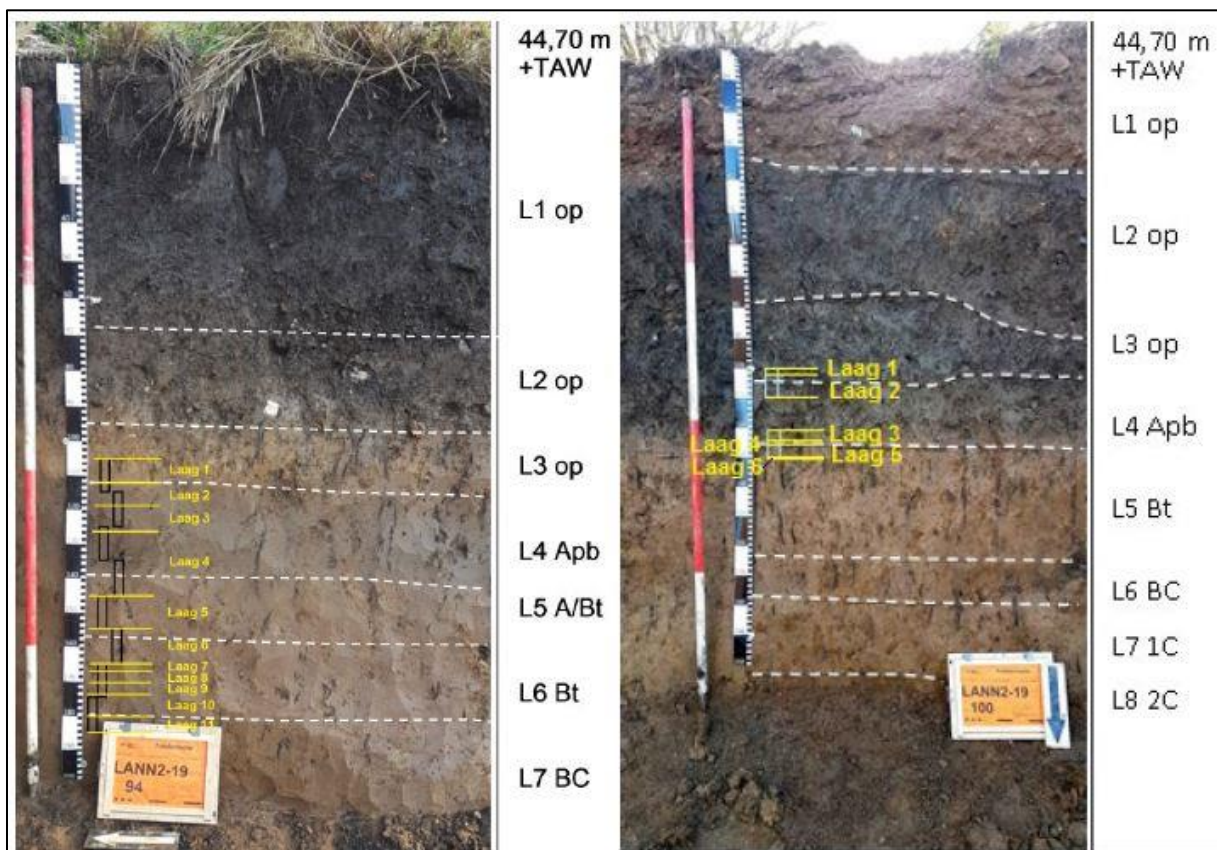 44,70 m
+TAW
L1 op
L2 op
L3 op
L4 Apb
L5 A/Bt
L6 Bt
L7 BC
Laag 1
Laag 2
Laag 3
Laag 4
Laag 5
Laag 6
Laag 7
Laag 8
Laag 9
Laag 10
Laag 11
LANN2-19
94
44,70 m
+TAW
L1 op
L2 op
L3 op
L4 Apb
L5 Bt
L6 BC
L7 1C
L8 2C
Laag 1
Laag 2
Laag 3
Laag 4
Laag 5
Laag 6
LANN2-19
100